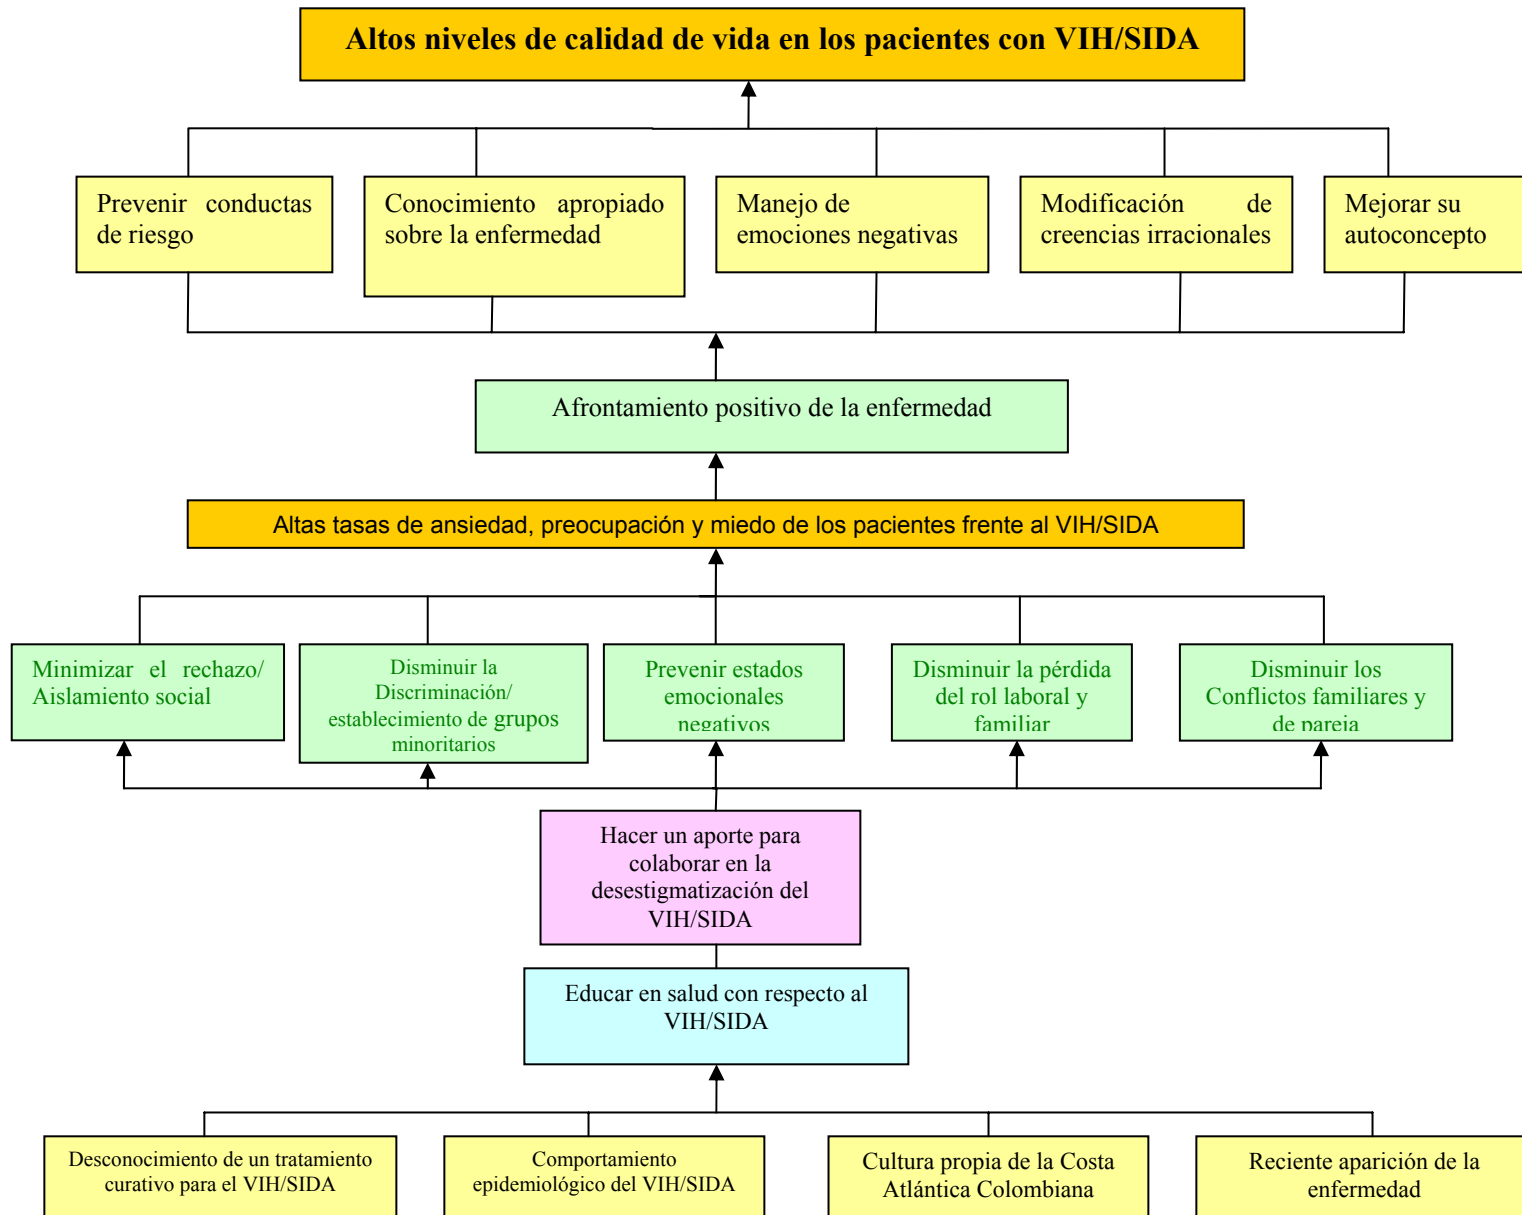 Altos niveles de calidad de vida en los pacientes con VIH/SIDA
Prevenir conductas
de riesgo
Conocimiento apropiado
sobre la enfermedad
Manejo de
emociones negativas
Modificación de
creencias irracionales
Mejorar su
autoconcepto
Afrontamiento positivo de la enfermedad
Altas tasas de ansiedad, preocupación y miedo de los pacientes frente al VIH/SIDA
Minimizar el rechazo/
Aislamiento social
Disminuir la
Discriminación/
establecimiento de grupos
minoritarios
Prevenir estados
emocionales
negativos
Disminuir la pérdida
del rol laboral y
familiar
Disminuir los
Conflictos familiares y
de pareja
Hacer un aporte para
colaborar en la
desestigmatización del
VIH/SIDA
Educar en salud con respecto al
VIH/SIDA
Desconocimiento de un tratamiento
curativo para el VIH/SIDA
Comportamiento
epidemiológico del VIH/SIDA
Cultura propia de la Costa
Atlántica Colombiana
Reciente aparición de la
enfermedad